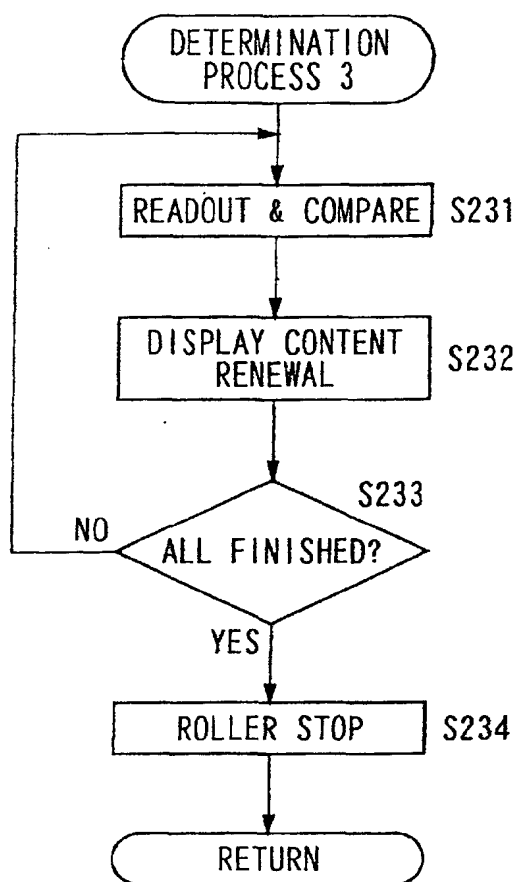 DETERMINATION
PROCESS 3
READOUT & COMPARE S231
DISPLAY CONTENT
RENEWAL
S232
S233
NO
ALL FINISHED?
YES
ROLLER STOP S234
RETURN